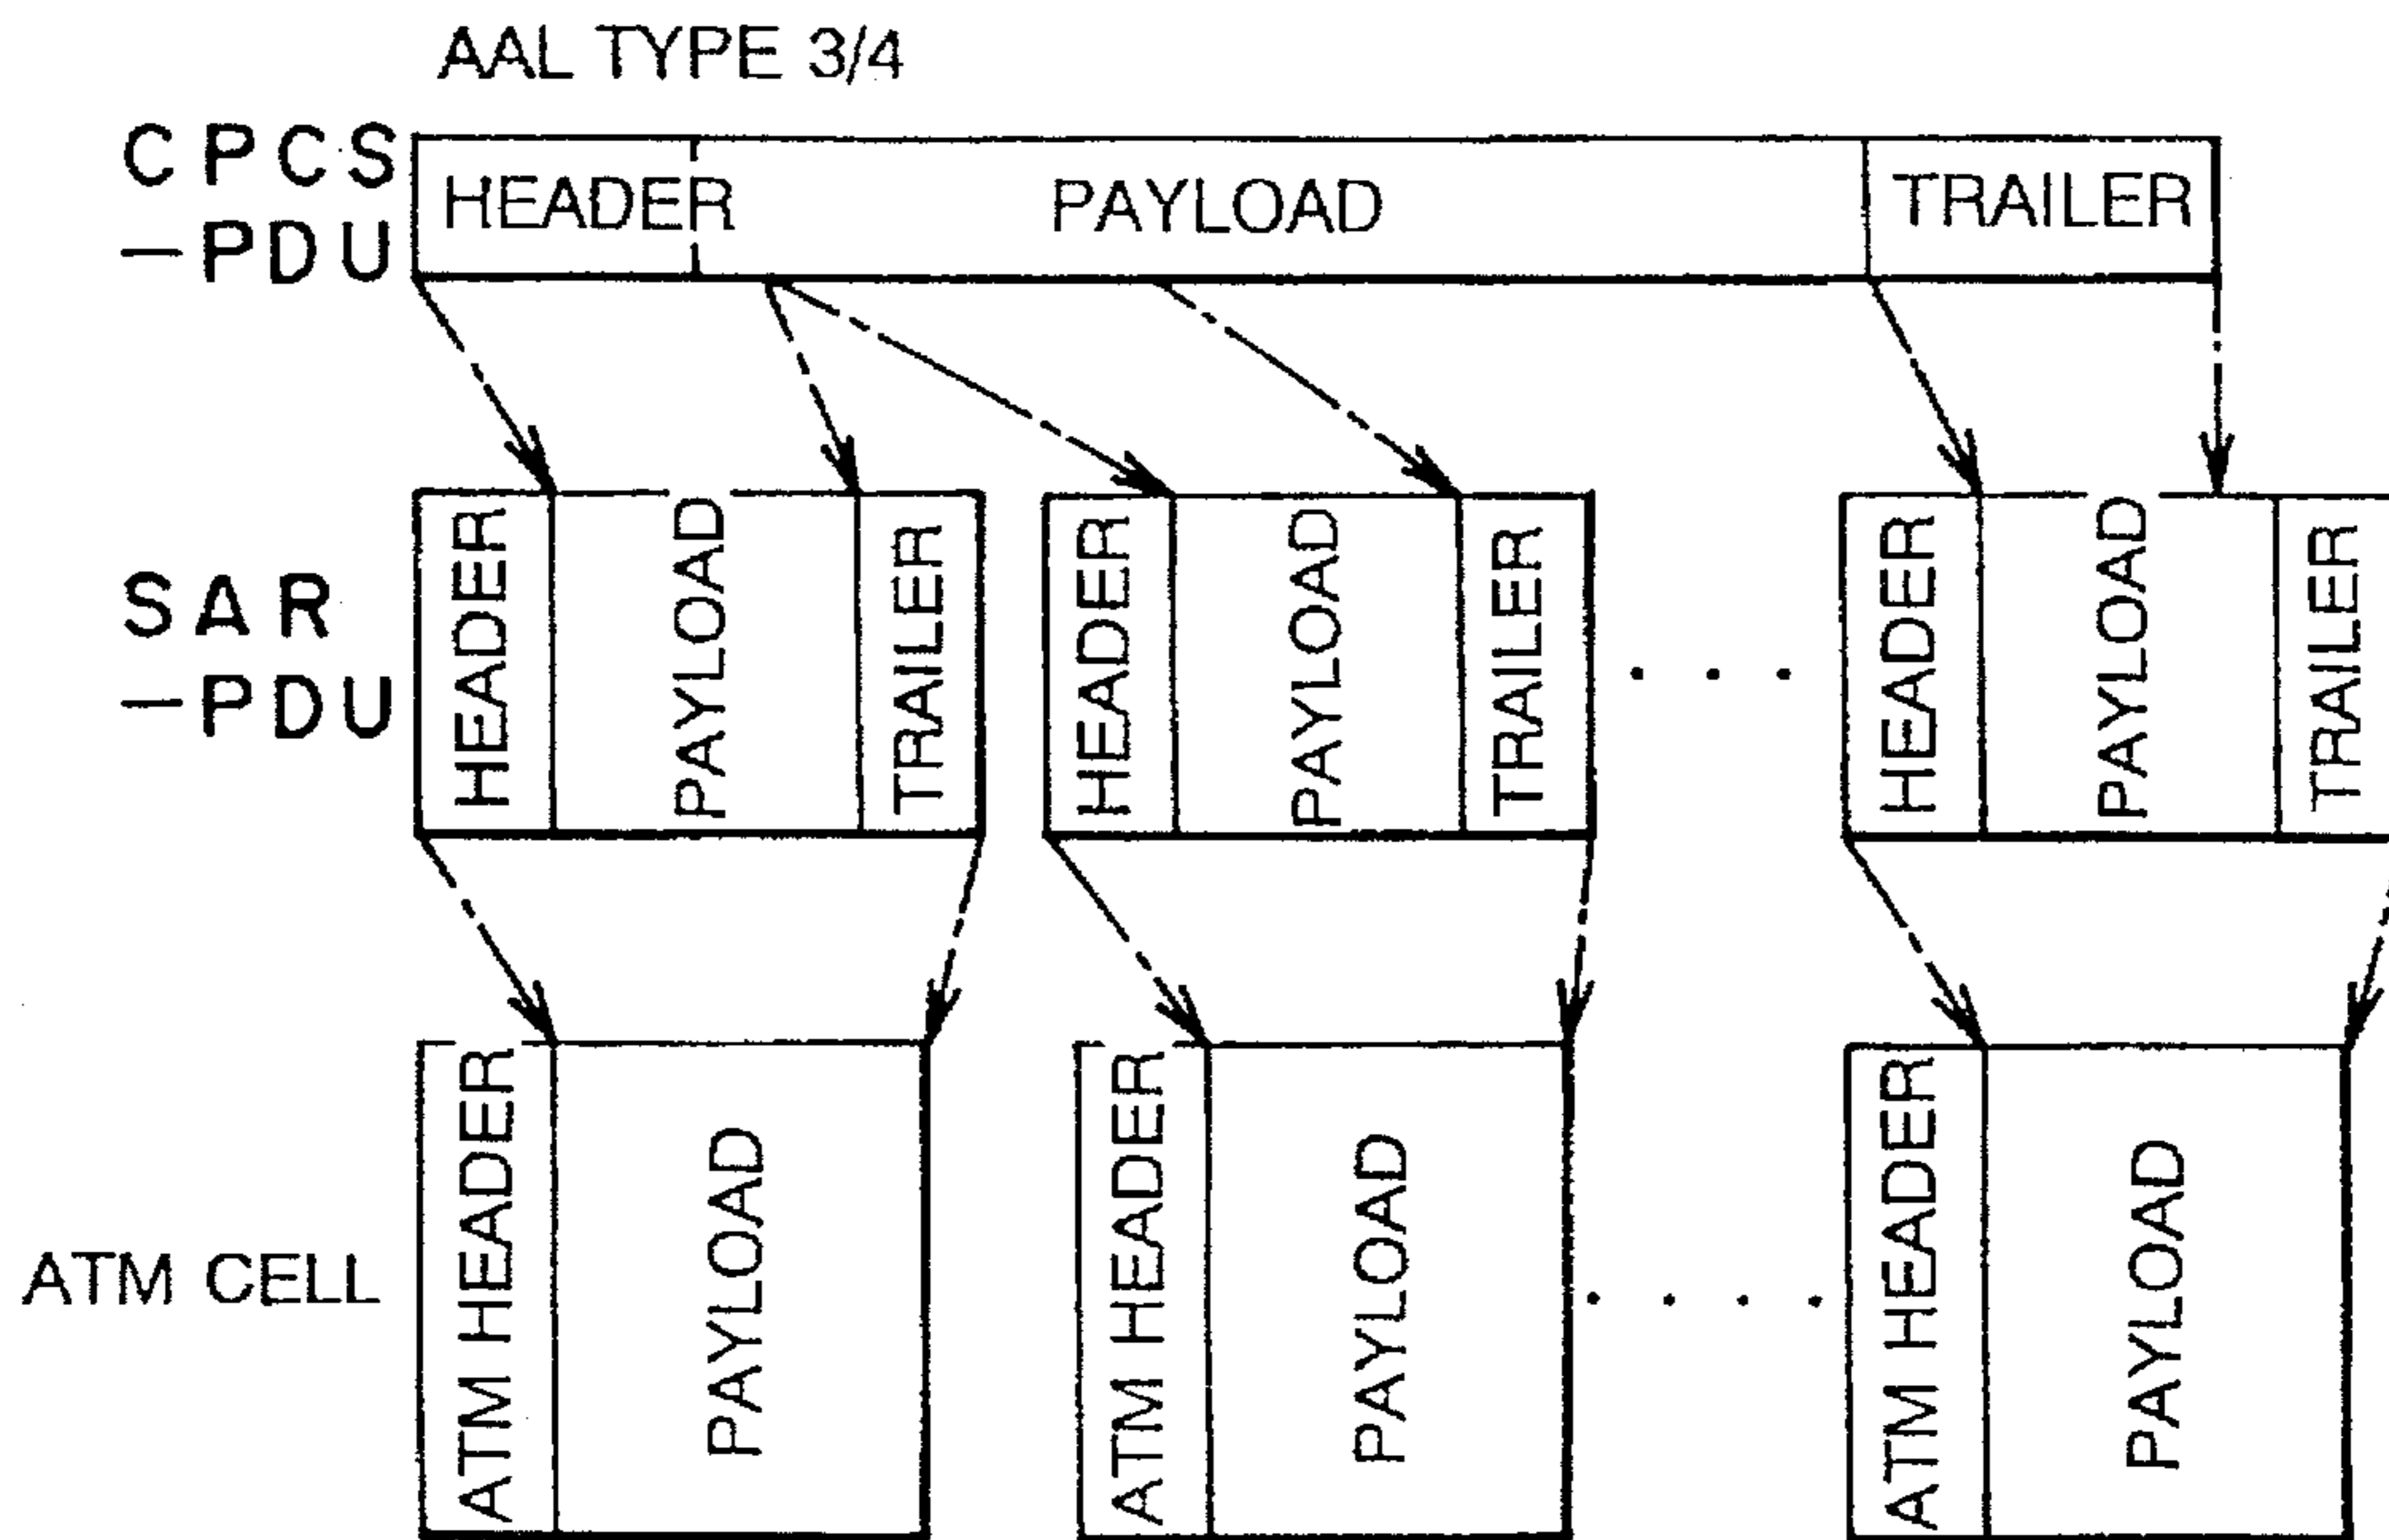 AAL TYPE 3/4
CPCS
-PDU
HEADER
PAYLOAD
TRAILER
SAR
-PDU
HEADER
PAYLOAD
TRAILER
HEADER
PAYLOAD
TRAILER
. . .
HEADER
PAYLOAD
TRAILER
ATM CELL
ATM HEADER
PAYLOAD
ATM HEADER
PAYLOAD
. . . .
ATM HEADER
PAYLOAD